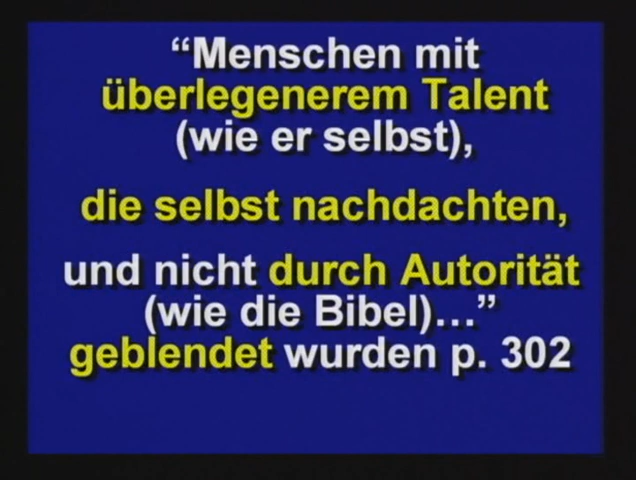 “Menschen mit
überlegenerem Talent
(wie er selbst),
die selbst nachdachten,
und nicht durch Autorität
(wie die Bibel)…”
geblendet wurden p. 302